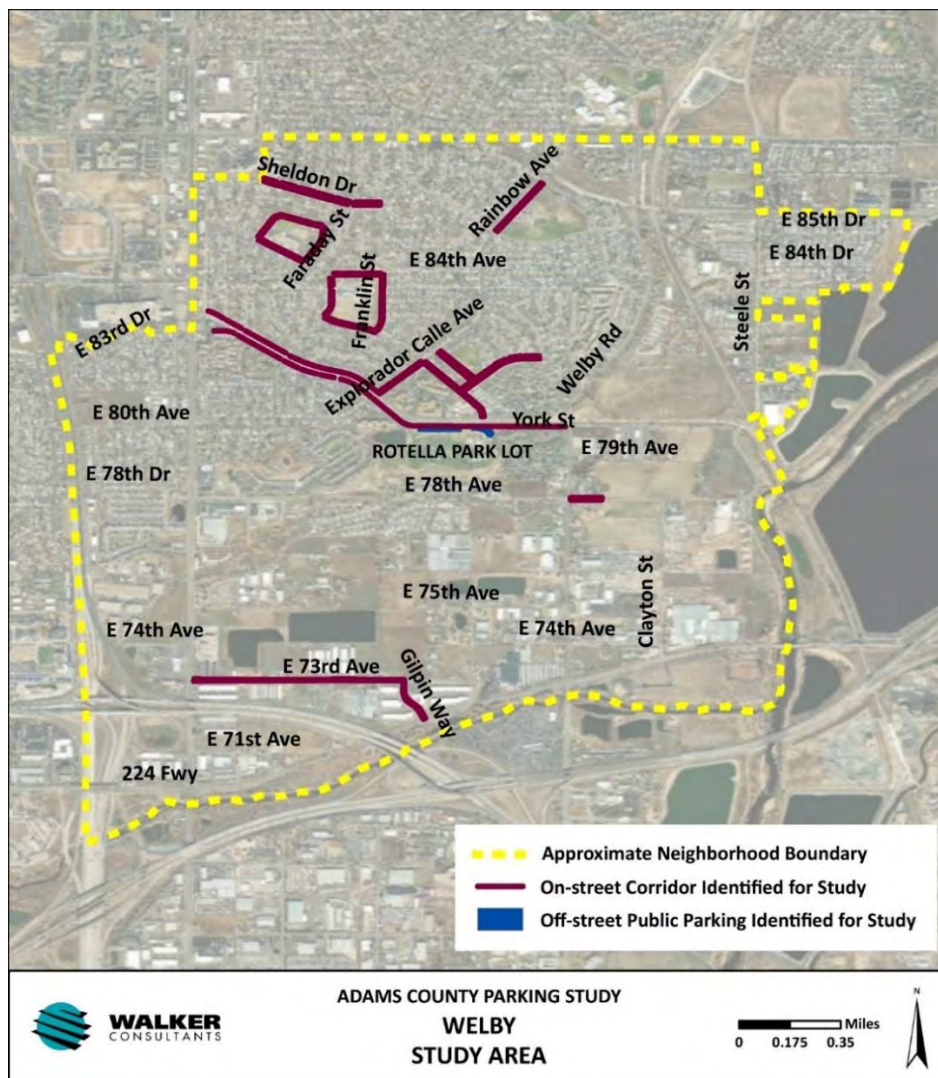 Sheldon Dr
Rainbow Ave
Faraday St
E 85th Dr
E 84th Dr
E 84th Ave
Franklin St
Steele St
E 83rd Dr
Explorador Calle Ave
Welby Rd
E 80th Ave
York St
ROTELLA PARK LOT
E 79th Ave
E 78th Dr
E 78th Ave
E 75th Ave
Clayton St
E 74th Ave
E 74th Ave
E 73rd Ave
Gilpin Way
E 71st Ave
224 Fwy
Approximate Neighborhood Boundary
On-street Corridor Identified for Study
Off-street Public Parking Identified for Study
WALKER
CONSULTANTS
ADAMS COUNTY PARKING STUDY
WELBY
STUDY AREA
N
Miles
0 0.175 0.35